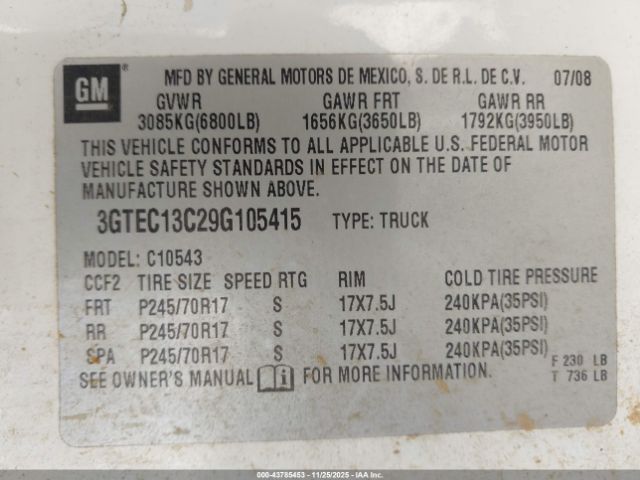 GM
MFD BY GENERAL MOTORS DE MEXICO, S. DE R.L. DE C.V. 07/08
GVWR GAWR FRT GAWR RR
3085KG(6800LB) 1656KG(3650LB) 1792KG(3950LB)
THIS VEHICLE CONFORMS TO ALL APPLICABLE U.S. FEDERAL MOTOR
VEHICLE SAFETY STANDARDS IN EFFECT ON THE DATE OF
MANUFACTURE SHOWN ABOVE.
3GTEC13C29G105415 TYPE: TRUCK
MODEL: C10543
CCF2 TIRE SIZE SPEED RTG RIM COLD TIRE PRESSURE
FRT P245/70R17 S 17X7.5J 240KPA(35PSI)
RR P245/70R17 S 17X7.5J 240KPA(35PSI)
SPA P245/70R17 S 17X7.5J 240KPA(35PSI)
F 230 LB
SEE OWNER'S MANUAL FOR MORE INFORMATION.
T 736 LB
© - 43785453 - 11/25/2025 - IAAI.COM